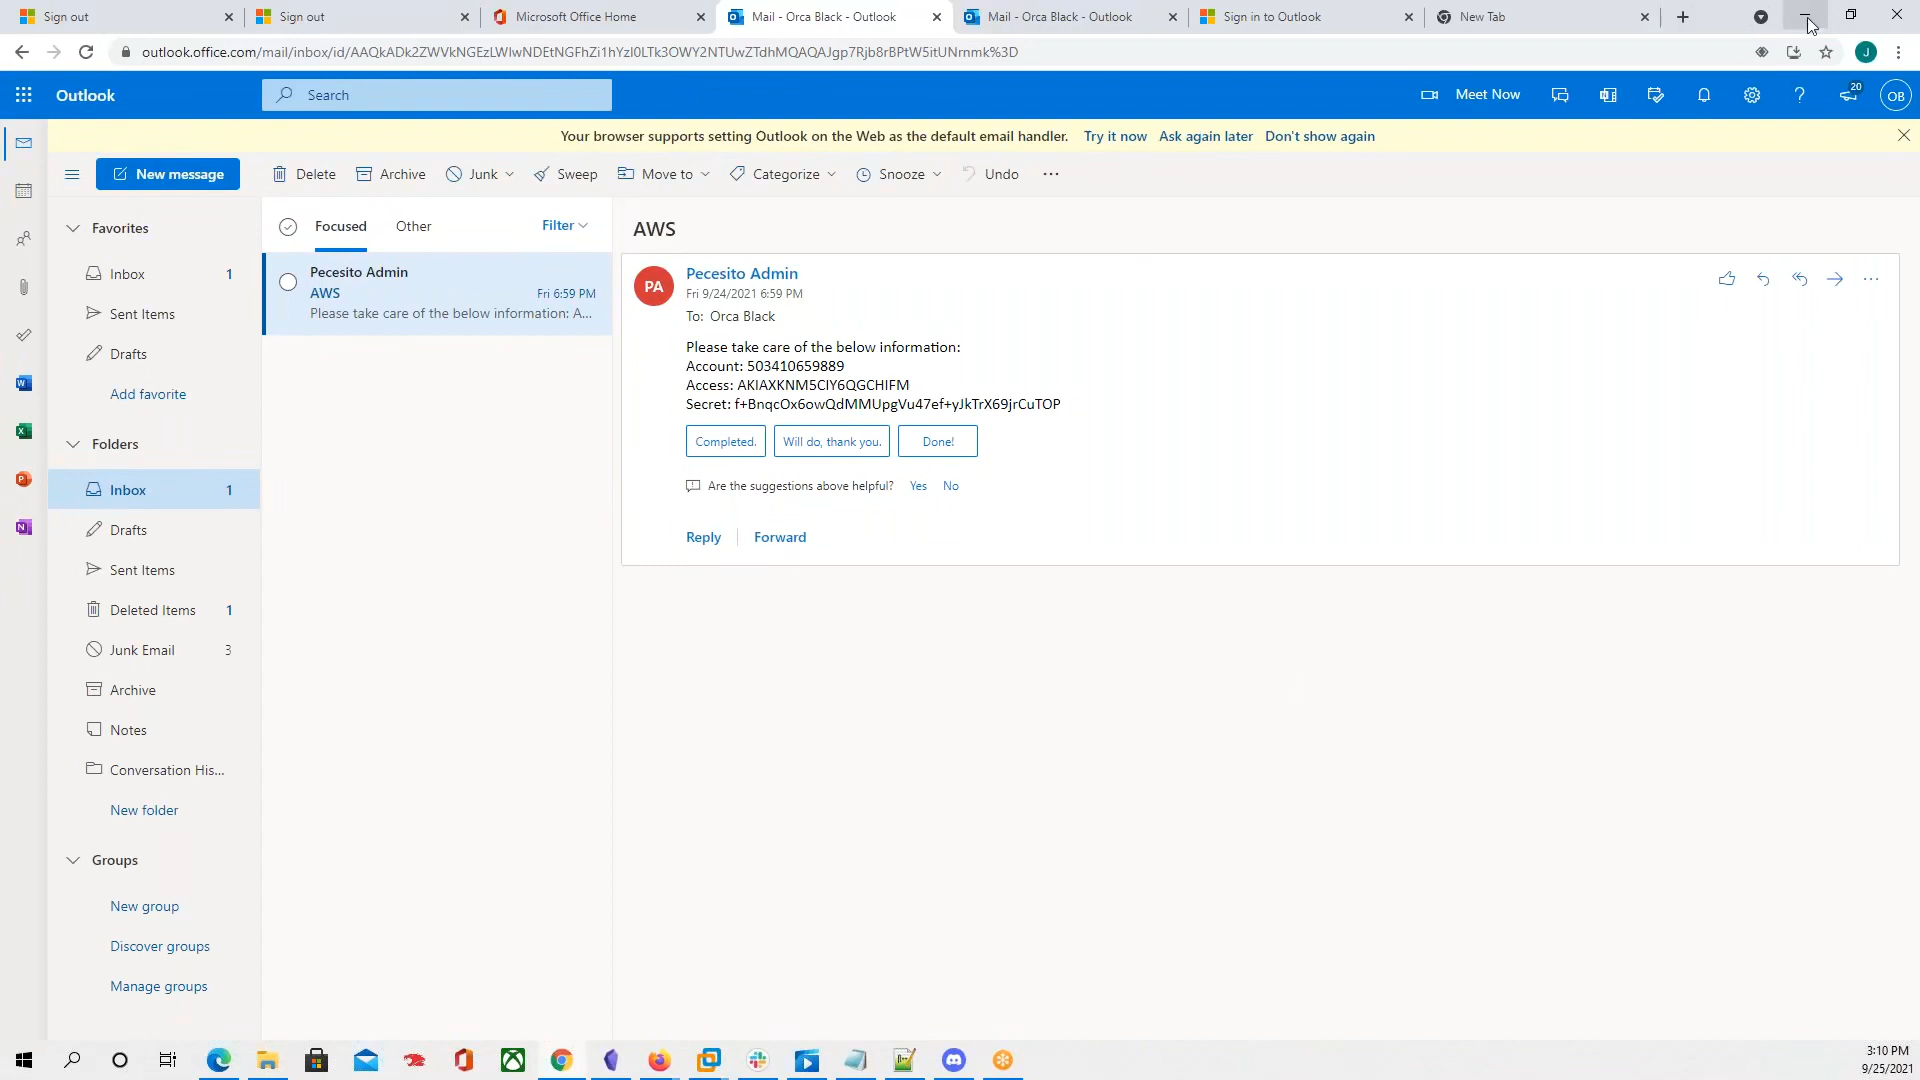 Sign out
Sign out
Microsoft Office Home
Mail - Orca Black - Outlook
Mail - Orca Black - Outlook
Sign in to Outlook
New Tab
outlook.office.com/mail/inbox/id/AAQkADk2ZWVkNGEzLWIwNDEtNGFhZi1hYzI0LTk3OWY2NTUwZTdhMQAQAJgp7Rjb8rBPtW5itUNrnmk%3D
J
Outlook
Search
Meet Now
20
OB
Your browser supports setting Outlook on the Web as the default email handler. Try it now Ask again later Don't show again
New message
Delete
Archive
Junk
Sweep
Move to
Categorize
Snooze
Undo
Favorites
Inbox 1
Sent Items
Drafts
Add favorite
Folders
Inbox 1
Drafts
Sent Items
Deleted Items 1
Junk Email 3
Archive
Notes
Conversation His...
New folder
Groups
New group
Discover groups
Manage groups
Focused
Other
Filter
Pecesito Admin
AWS Fri 6:59 PM
Please take care of the below information: A...
AWS
PA
Pecesito Admin
Fri 9/24/2021 6:59 PM
To: Orca Black
Please take care of the below information:
Account: 503410659889
Access: AKIAXKNM5CIY6QGCHIFM
Secret: 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
Completed.
Will do, thank you.
Done!
Are the suggestions above helpful? Yes No
Reply
Forward
3:10 PM
9/25/2021